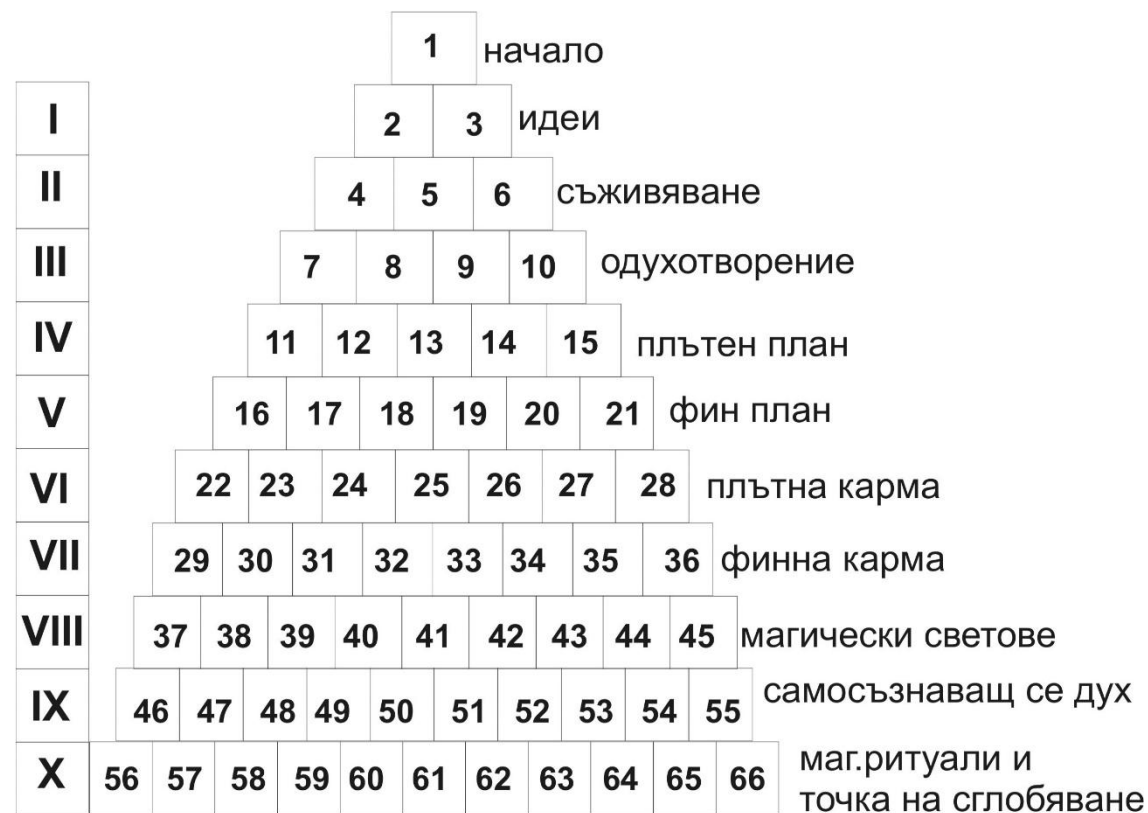 1 начало
I 2 3 идеи
II 4 5 6 съживяване
III 7 8 9 10 одухотворение
IV 11 12 13 14 15 плътен план
V 16 17 18 19 20 21 фин план
VI 22 23 24 25 26 27 28 плътна карма
VII 29 30 31 32 33 34 35 36 финна карма
VIII 37 38 39 40 41 42 43 44 45 магически светове
IX 46 47 48 49 50 51 52 53 54 55 самосъзнаващ се дух
X 56 57 58 59 60 61 62 63 64 65 66 маг.ритуали и
точка на сглобяване